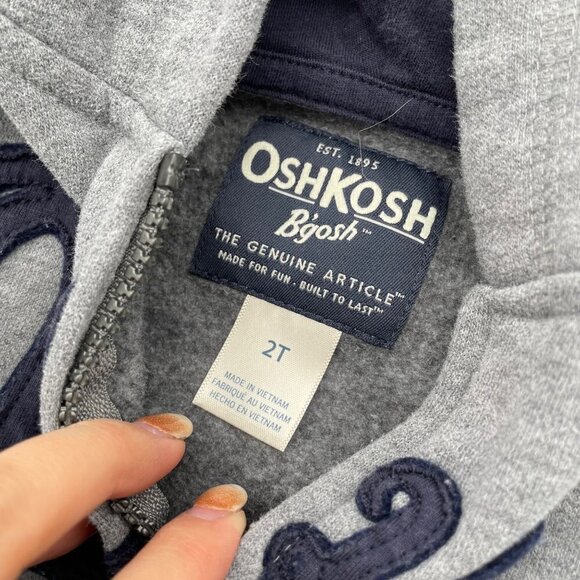 EST. 1895
OSHKOSH
B'gosh™
THE GENUINE ARTICLE™
MADE FOR FUN. BUILT TO LAST™
2T
MADE IN VIETNAM
FABRIQUÉ AU VIETNAM
HECHO EN VIETNAM